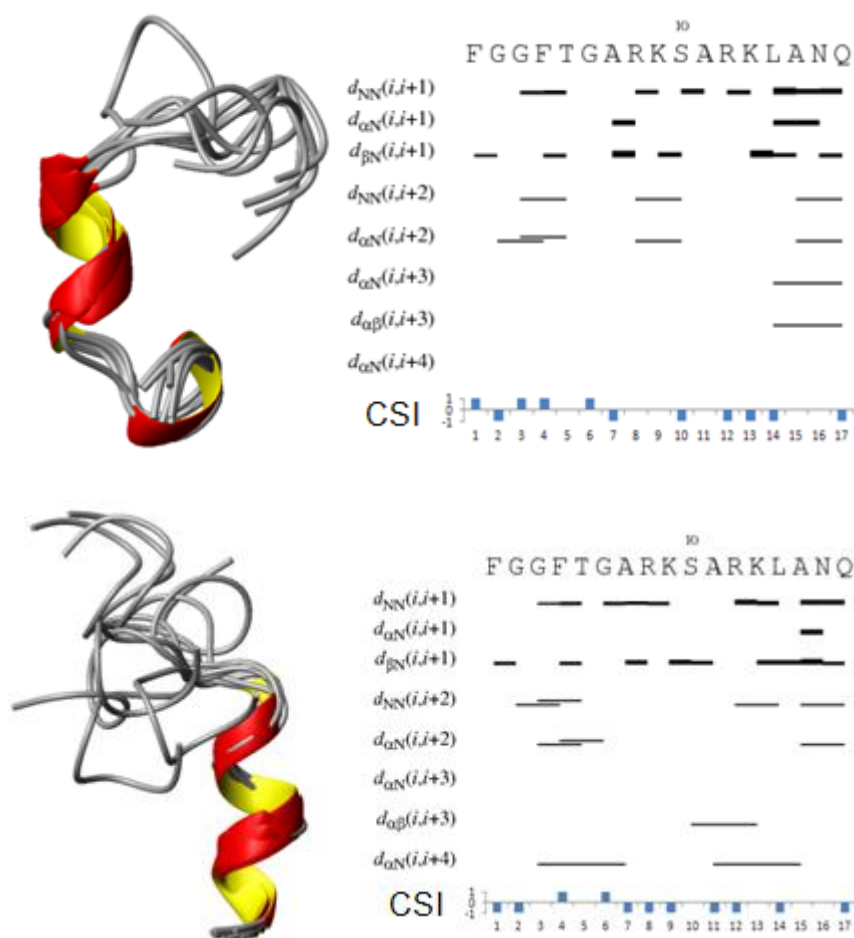 10
FGGFTGARKSARKLANQ
dNN(i,i+1)
dαN(i,i+1)
dβN(i,i+1)
dNN(i,i+2)
dαN(i,i+2)
dαN(i,i+3)
dαβ(i,i+3)
dαN(i,i+4)
CSI
1
0
-1
1 2 3 4 5 6 7 8 9 10 11 12 13 14 15 16 17
10
FGGFTGARKSARKLANQ
dNN(i,i+1)
dαN(i,i+1)
dβN(i,i+1)
dNN(i,i+2)
dαN(i,i+2)
dαN(i,i+3)
dαβ(i,i+3)
dαN(i,i+4)
CSI
1
0
-1
1 2 3 4 5 6 7 8 9 10 11 12 13 14 15 16 17